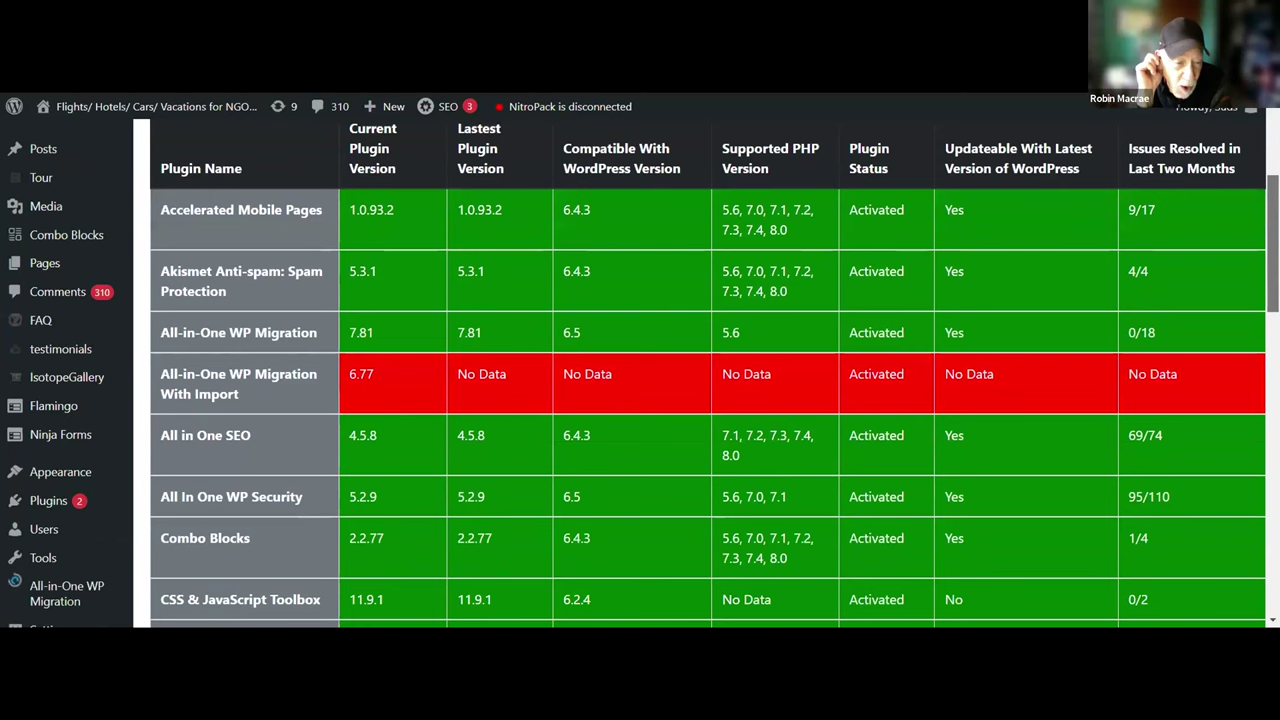 Robin Macrae
Flights/ Hotels/ Cars/ Vacations for NGO... 9 310 New SEO 3 NitroPack is disconnected
Posts
Tour
Media
Combo Blocks
Pages
Comments 310
FAQ
testimonials
IsotopeGallery
Flamingo
Ninja Forms
Appearance
Plugins 2
Users
Tools
All-in-One WP
Migration
Plugin Name
Current
Plugin
Version
Lastest
Plugin
Version
Compatible With
WordPress Version
Supported PHP
Version
Plugin
Status
Updateable With Latest
Version of WordPress
Issues Resolved in
Last Two Months
Accelerated Mobile Pages 1.0.93.2 1.0.93.2 6.4.3 5.6, 7.0, 7.1, 7.2, Activated Yes 9/17
7.3, 7.4, 8.0
Akismet Anti-spam: Spam 5.3.1 5.3.1 6.4.3 5.6, 7.0, 7.1, 7.2, Activated Yes 4/4
Protection 7.3, 7.4, 8.0
All-in-One WP Migration 7.81 7.81 6.5 5.6 Activated Yes 0/18
All-in-One WP Migration 6.77 No Data No Data No Data Activated No Data No Data
With Import
All in One SEO 4.5.8 4.5.8 6.4.3 7.1, 7.2, 7.3, 7.4, Activated Yes 69/74
8.0
All In One WP Security 5.2.9 5.2.9 6.5 5.6, 7.0, 7.1 Activated Yes 95/110
Combo Blocks 2.2.77 2.2.77 6.4.3 5.6, 7.0, 7.1, 7.2, Activated Yes 1/4
7.3, 7.4, 8.0
CSS & JavaScript Toolbox 11.9.1 11.9.1 6.2.4 No Data Activated No 0/2